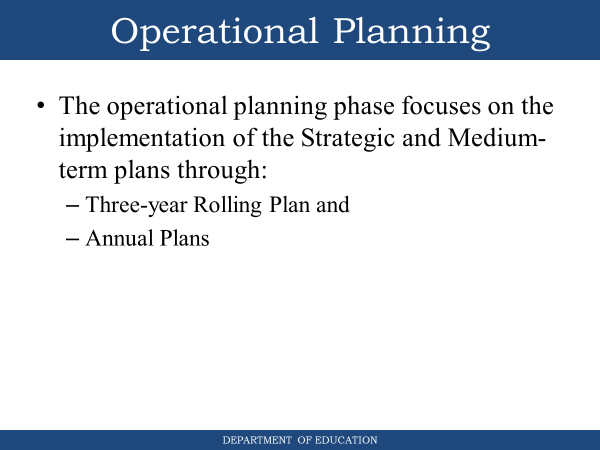 Operational Planning
• The operational planning phase focuses on the
implementation of the Strategic and Medium-
term plans through:
– Three-year Rolling Plan and
– Annual Plans
DEPARTMENT OF EDUCATION